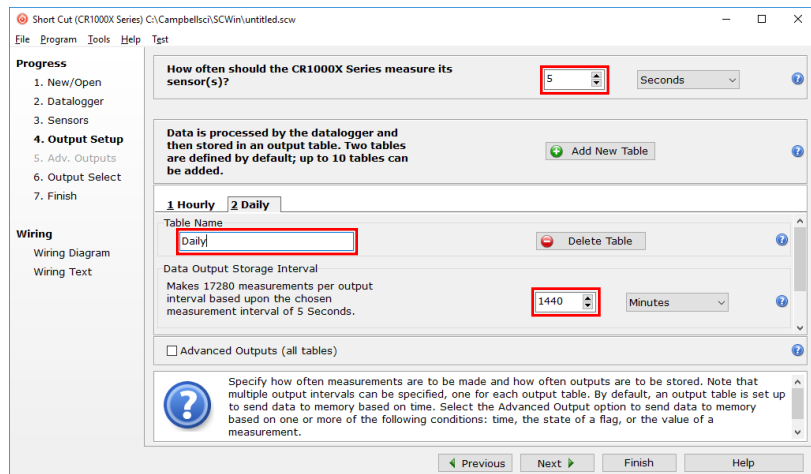 Short Cut (CR1000X Series) C:\Campbellsci\SCWin\untitled.scw
File Program Tools Help Test
Progress
1. New/Open
2. Datalogger
3. Sensors
4. Output Setup
5. Adv. Outputs
6. Output Select
7. Finish
Wiring
Wiring Diagram
Wiring Text
How often should the CR1000X Series measure its
sensor(s)?
5
Seconds
Data is processed by the datalogger and
then stored in an output table. Two tables
are defined by default; up to 10 tables can
be added.
Add New Table
1 Hourly 2 Daily
Table Name
Daily
Delete Table
Data Output Storage Interval
Makes 17280 measurements per output
interval based upon the chosen
measurement interval of 5 Seconds.
1440
Minutes
Advanced Outputs (all tables)
Specify how often measurements are to be made and how often outputs are to be stored. Note that
multiple output intervals can be specified, one for each output table. By default, an output table is set up
to send data to memory based on time. Select the Advanced Output option to send data to memory
based on one or more of the following conditions: time, the state of a flag, or the value of a
measurement.
Previous Next Finish Help